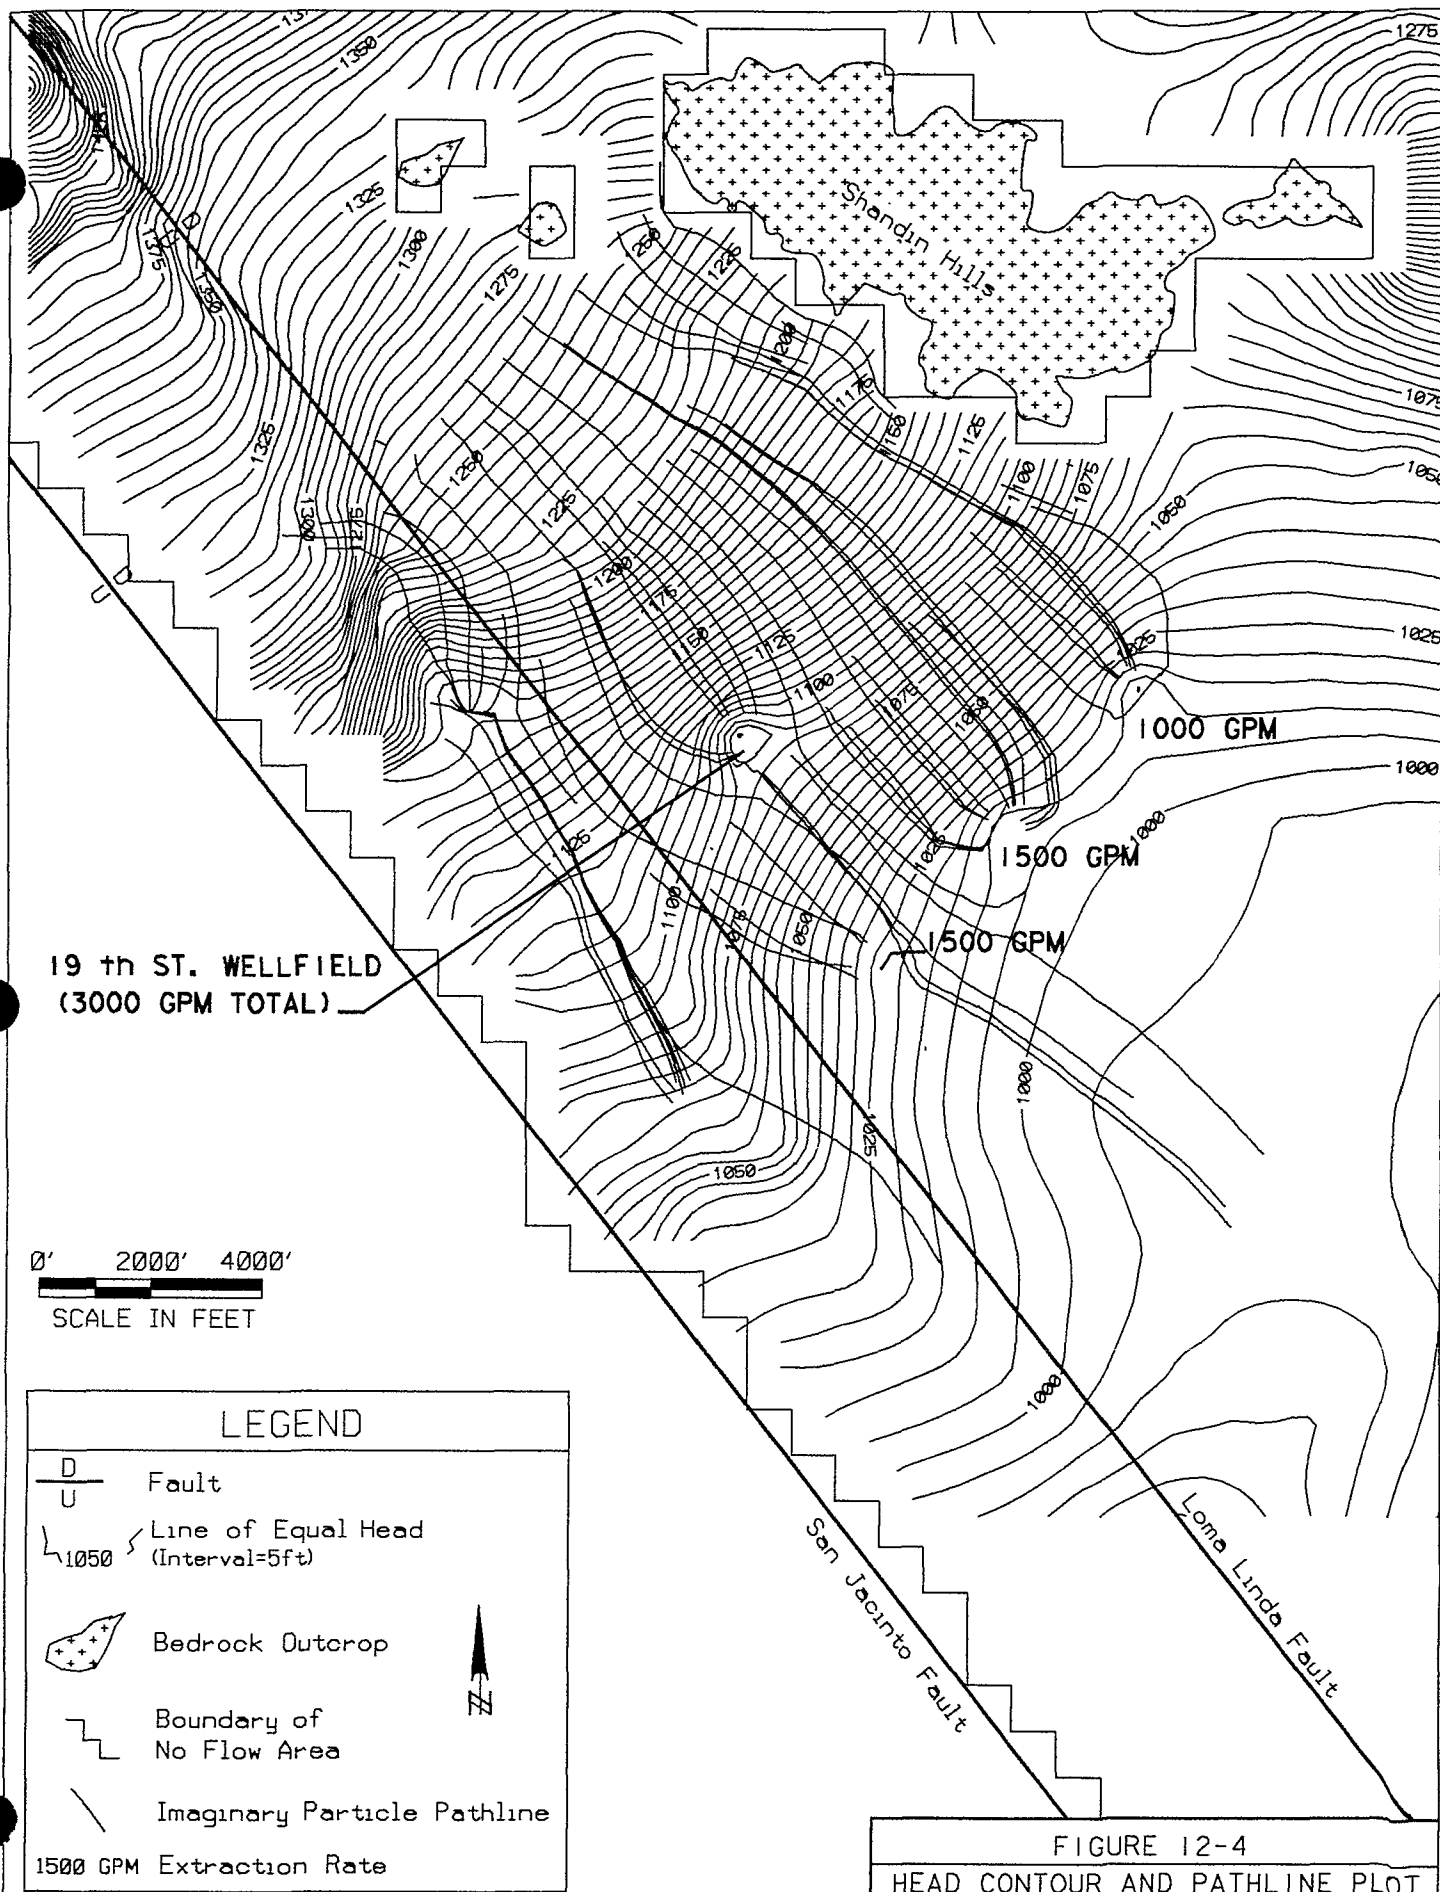 1350
1275
1325
1300
1275
1250
1225
Shandin Hills
1375
U D
1350
1200
1175
1150
1125
1100
1075
1050
1075
1050
1325
1300
1275
1250
1225
1200
1175
1150
1125
1100
1075
1050
1025
1025
1000
1000
D
U
1000 GPM
1500 GPM
1500 GPM
1025
1125
1100
1075
1050
19 th ST. WELLFIELD
(3000 GPM TOTAL)
1000
1025
1050
1000
0' 2000' 4000'
SCALE IN FEET
San Jacinto Fault
Loma Linda Fault
LEGEND
D
U
Fault
1050
Line of Equal Head
(Interval=5ft)
Bedrock Outcrop
N
Boundary of
No Flow Area
Imaginary Particle Pathline
1500 GPM Extraction Rate
FIGURE 12-4
HEAD CONTOUR AND PATHLINE PLOT